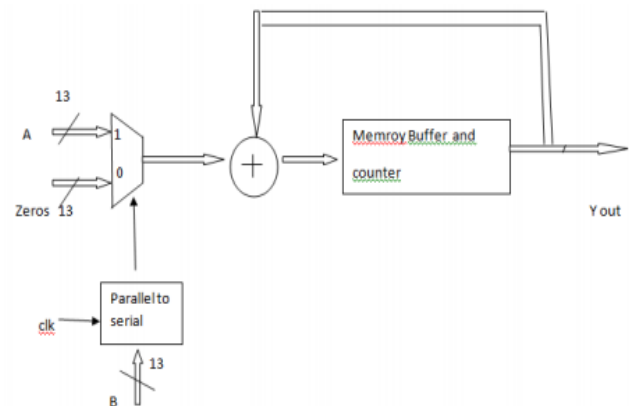 13
A
1
0
Zeros 13
+
Memroy Buffer and
counter
Y out
Parallel to
serial
clk
13
B